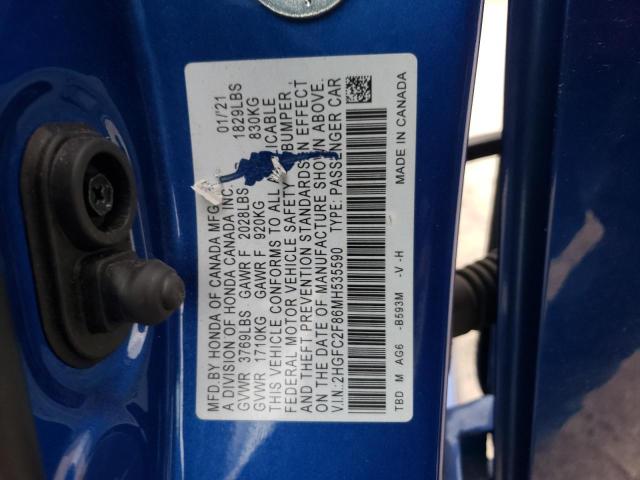 MFD. BY HONDA OF CANADA MFG. 01/'21
A DIVISION OF HONDA CANADA INC.
GVWR 3769LBS GAWR F 2028LBS 1829LBS
GVWR 1710KG GAWR F 920KG 830KG
THIS VEHICLE CONFORMS TO ALL
FEDERAL MOTOR VEHICLE SAFETY BUMPER,
AND THEFT PREVENTION STANDARDS IN EFFECT
ON THE DATE OF MANUFACTURE SHOWN ABOVE.
V.I.N.: 2HGFC2F86MH535590 TYPE: PASSENGER CAR
TBD M AG6 -B593M -V -H MADE IN CANADA